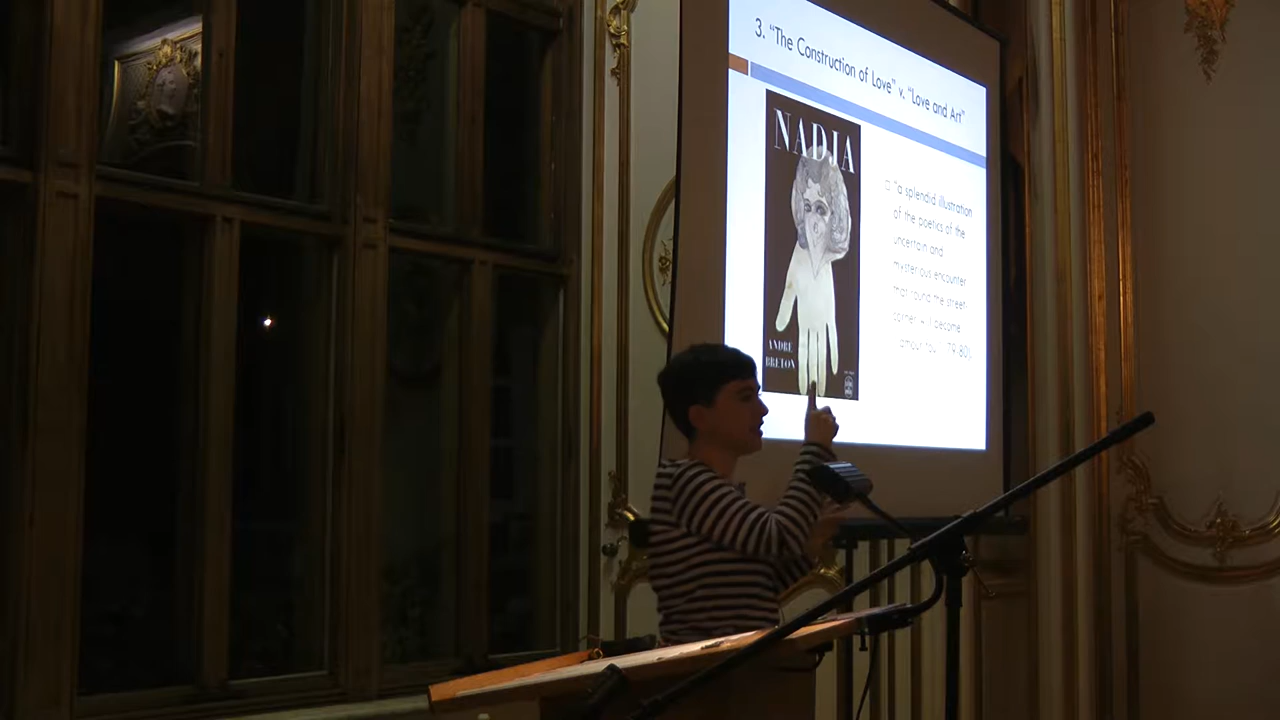 3. "The Construction of Love" v. "Love and Art"
NADJA
ANDRE
BRETON
"a splendid illustration
of the poetics of the
uncertain and
mysterious encounter
that round the street-
corner will become
amour fou" 79,80